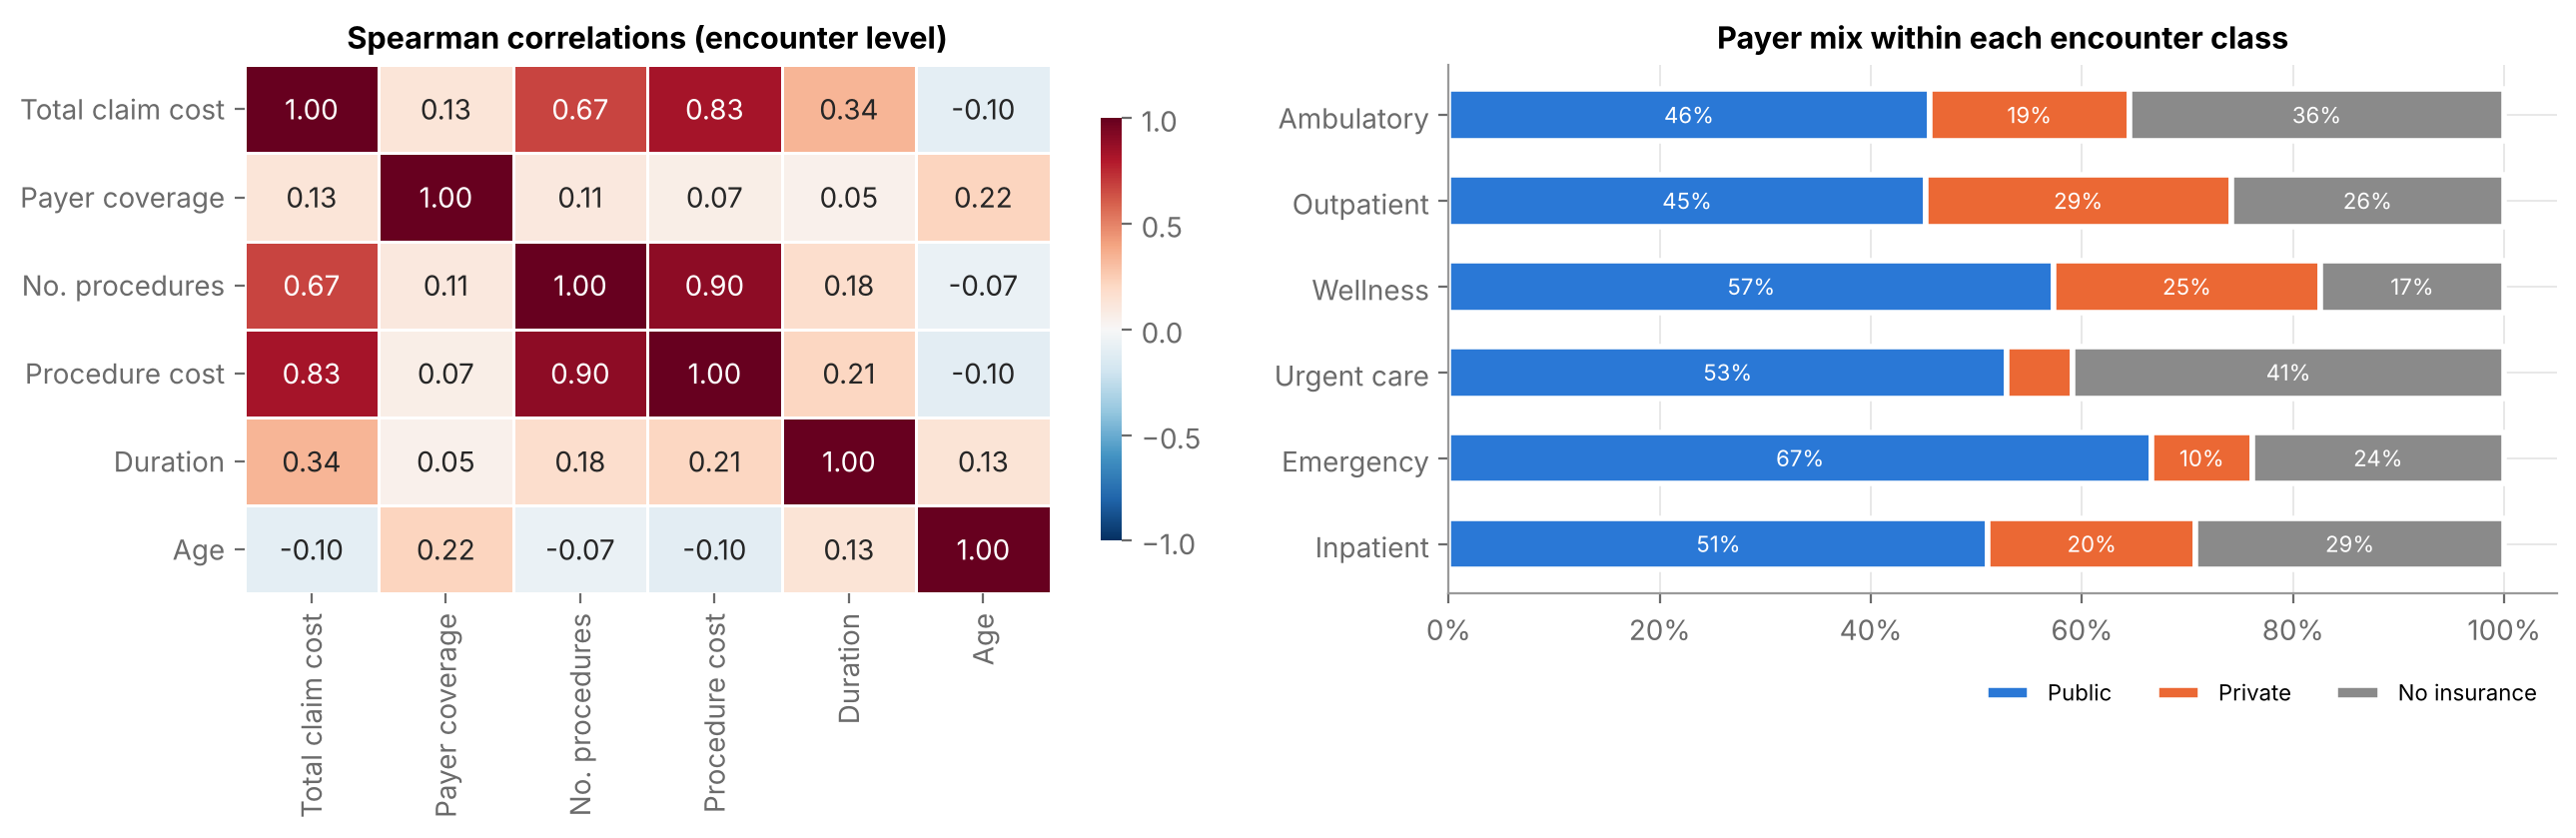 Spearman correlations (encounter level)
Total claim cost 1.00 0.13 0.67 0.83 0.34 -0.10
Payer coverage 0.13 1.00 0.11 0.07 0.05 0.22
No. procedures 0.67 0.11 1.00 0.90 0.18 -0.07
Procedure cost 0.83 0.07 0.90 1.00 0.21 -0.10
Duration 0.34 0.05 0.18 0.21 1.00 0.13
Age -0.10 0.22 -0.07 -0.10 0.13 1.00
Total claim cost
Payer coverage
No. procedures
Procedure cost
Duration
Age
1.0
0.5
0.0
−0.5
−1.0
Payer mix within each encounter class
Ambulatory 46% 19% 36%
Outpatient 45% 29% 26%
Wellness 57% 25% 17%
Urgent care 53% 41%
Emergency 67% 10% 24%
Inpatient 51% 20% 29%
0% 20% 40% 60% 80% 100%
Public Private No insurance